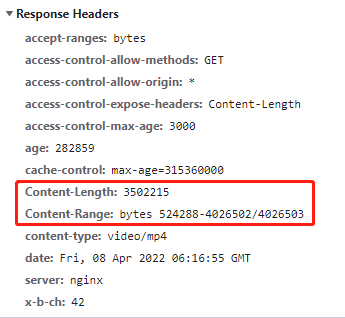 Response Headers
accept-ranges: bytes
access-control-allow-methods: GET
access-control-allow-origin: *
access-control-expose-headers: Content-Length
access-control-max-age: 3000
age: 282859
cache-control: max-age=315360000
Content-Length: 3502215
Content-Range: bytes 524288-4026502/4026503
content-type: video/mp4
date: Fri, 08 Apr 2022 06:16:55 GMT
server: nginx
x-b-ch: 42